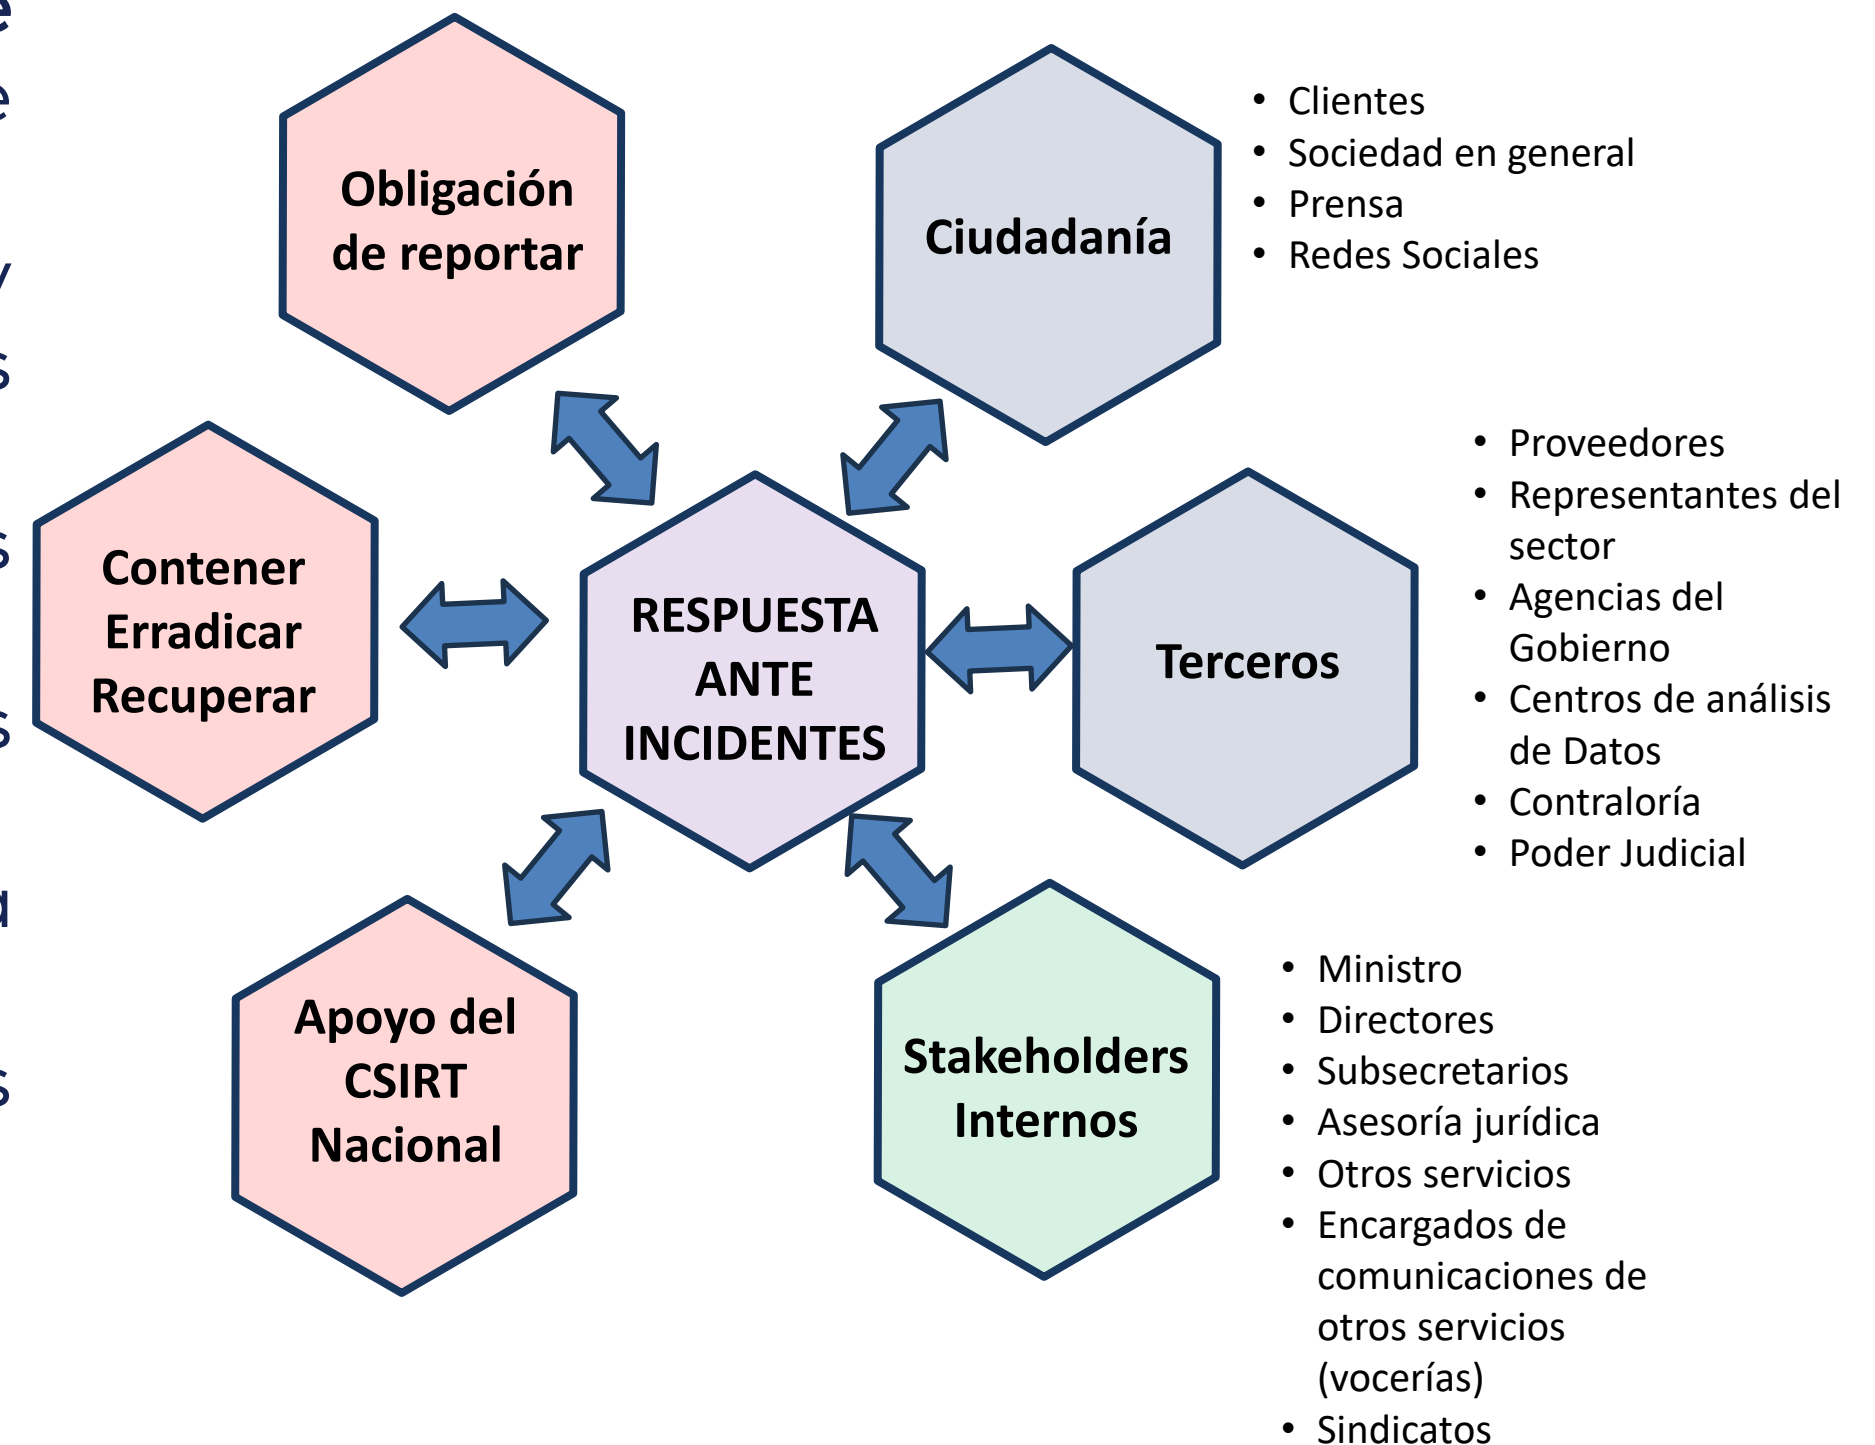 Obligación
de reportar
Ciudadanía
• Clientes
• Sociedad en general
• Prensa
• Redes Sociales
Contener
Erradicar
Recuperar
RESPUESTA
ANTE
INCIDENTES
Terceros
• Proveedores
• Representantes del
sector
• Agencias del
Gobierno
• Centros de análisis
de Datos
• Contraloría
• Poder Judicial
Apoyo del
CSIRT
Nacional
Stakeholders
Internos
• Ministro
• Directores
• Subsecretarios
• Asesoría jurídica
• Otros servicios
• Encargados de
comunicaciones de
otros servicios
(vocerías)
• Sindicatos